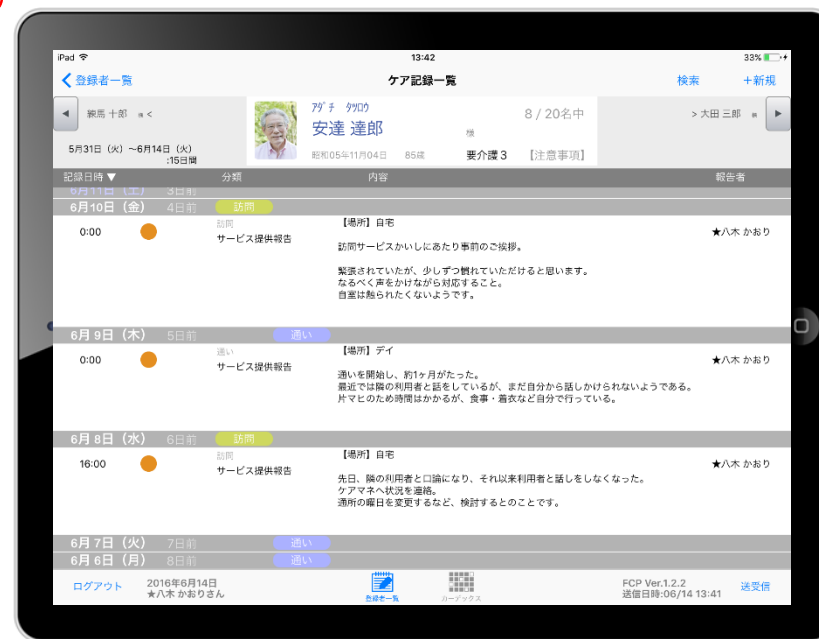 iPad 13:42 33%
登録者一覧 ケア記録一覧 検索 +新規
練馬 十郎 様 < ｱﾀﾞﾁ ﾀﾂﾛｳ 8 / 20名中 > 大田 三郎 様
安達 達郎 様
5月31日（火）〜6月14日（火）
:15日間
昭和05年11月04日 85歳 要介護３ 【注意事項】
記録日時▼ 分類 内容 報告者
6月11日（土） 3日前
6月10日（金） 4日前 訪問
0:00 訪問 【場所】自宅 ★八木 かおり
サービス提供報告
訪問サービスかいしにあたり事前のご挨拶。
緊張されていたが、少しずつ慣れていただけると思います。
なるべく声をかけながら対応すること。
自室は触られたくないようです。
6月 9日（木） 5日前 通い
0:00 通い 【場所】デイ ★八木 かおり
サービス提供報告
通いを開始し、約1ヶ月がたった。
最近では隣の利用者と話をしているが、まだ自分から話しかけられないようである。
片マヒのため時間はかかるが、食事・着衣など自分で行っている。
6月 8日（水） 6日前 訪問
16:00 訪問 【場所】自宅 ★八木 かおり
サービス提供報告
先日、隣の利用者と口論になり、それ以来利用者と話しをしなくなった。
ケアマネへ状況を連絡。
通所の曜日を変更するなど、検討するとのことです。
6月 7日（火） 7日前 通い
6月 6日（月） 8日前 通い
ログアウト 2016年6月14日 登録者一覧 カーデックス FCP Ver.1.2.2 送受信
★八木 かおりさん 送信日時:06/14 13:41